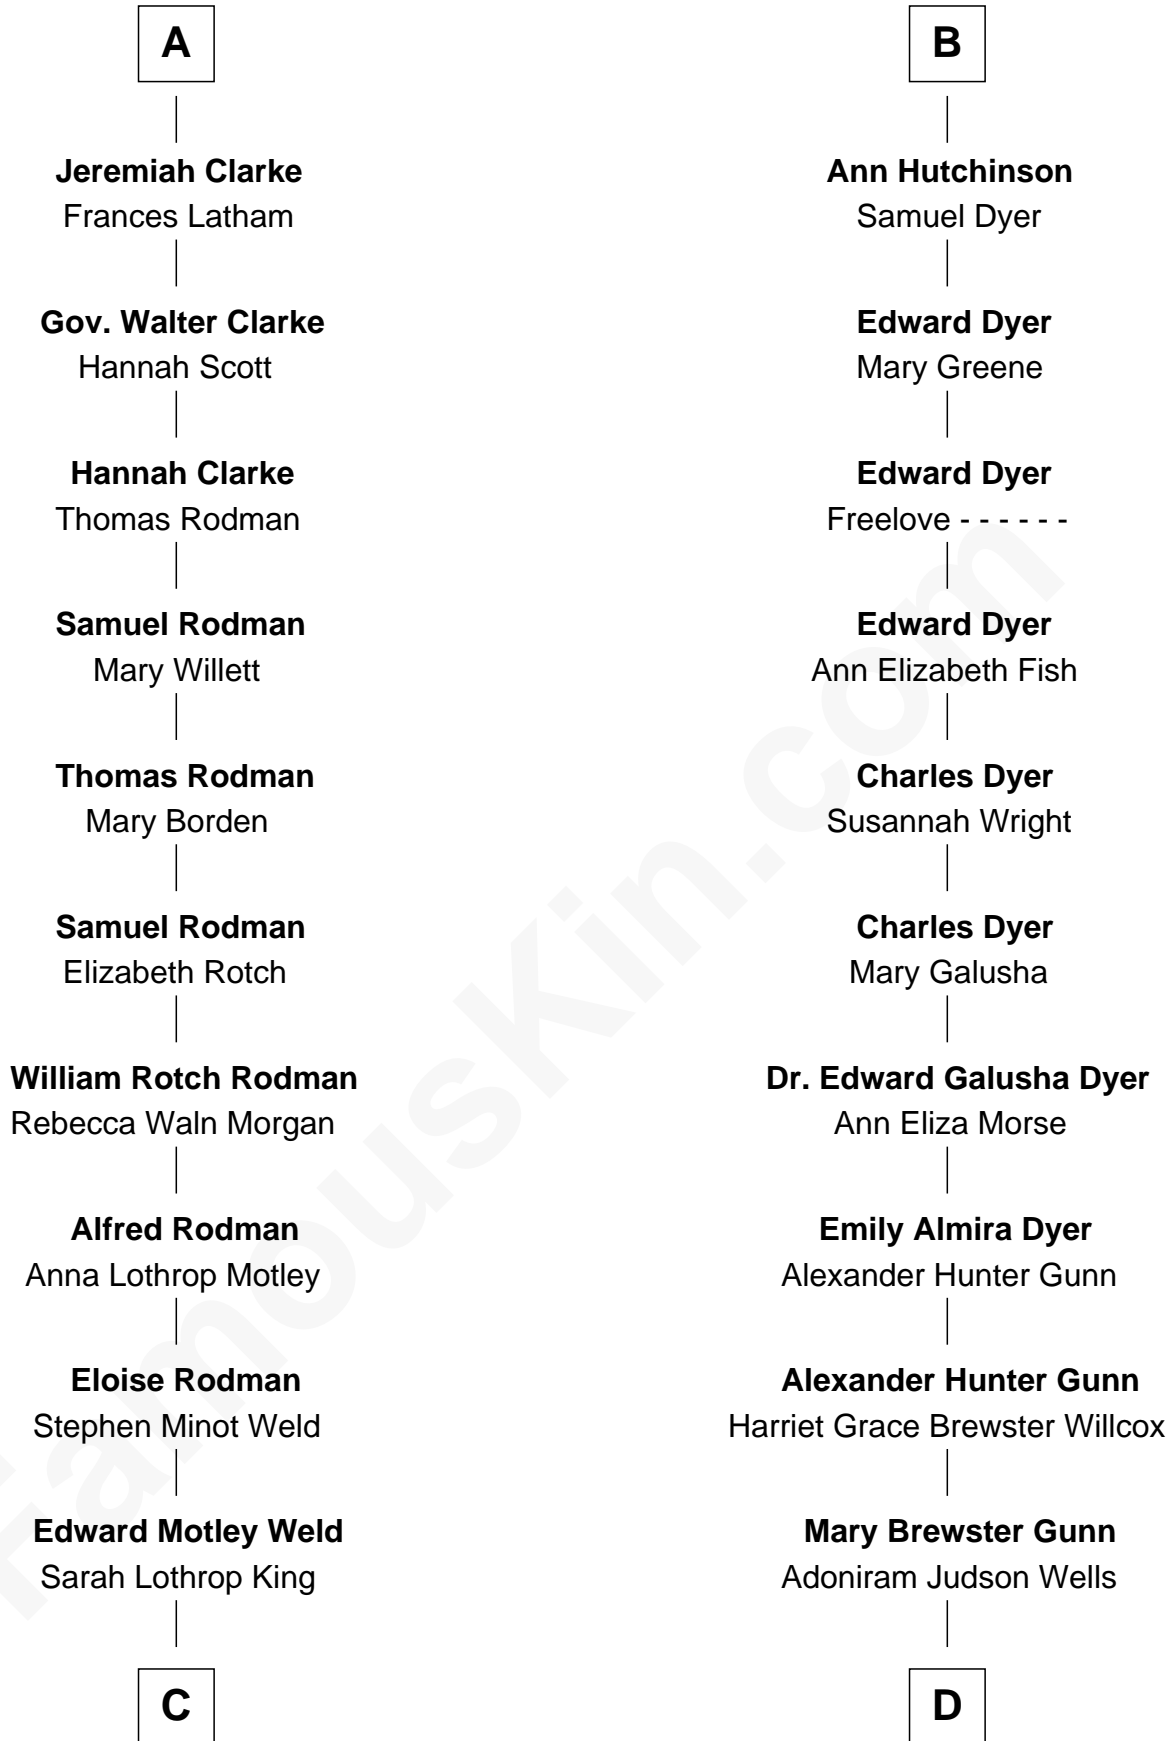 A
Jeremiah Clarke
Frances Latham
Gov. Walter Clarke
Hannah Scott
Hannah Clarke
Thomas Rodman
Samuel Rodman
Mary Willett
Thomas Rodman
Mary Borden
Samuel Rodman
Elizabeth Rotch
William Rotch Rodman
Rebecca Waln Morgan
Alfred Rodman
Anna Lothrop Motley
Eloise Rodman
Stephen Minot Weld
Edward Motley Weld
Sarah Lothrop King
C
B
Ann Hutchinson
Samuel Dyer
Edward Dyer
Mary Greene
Edward Dyer
Freelove - - - - - -
Edward Dyer
Ann Elizabeth Fish
Charles Dyer
Susannah Wright
Charles Dyer
Mary Galusha
Dr. Edward Galusha Dyer
Ann Eliza Morse
Emily Almira Dyer
Alexander Hunter Gunn
Alexander Hunter Gunn
Harriet Grace Brewster Willcox
Mary Brewster Gunn
Adoniram Judson Wells
D
FamousKin.com